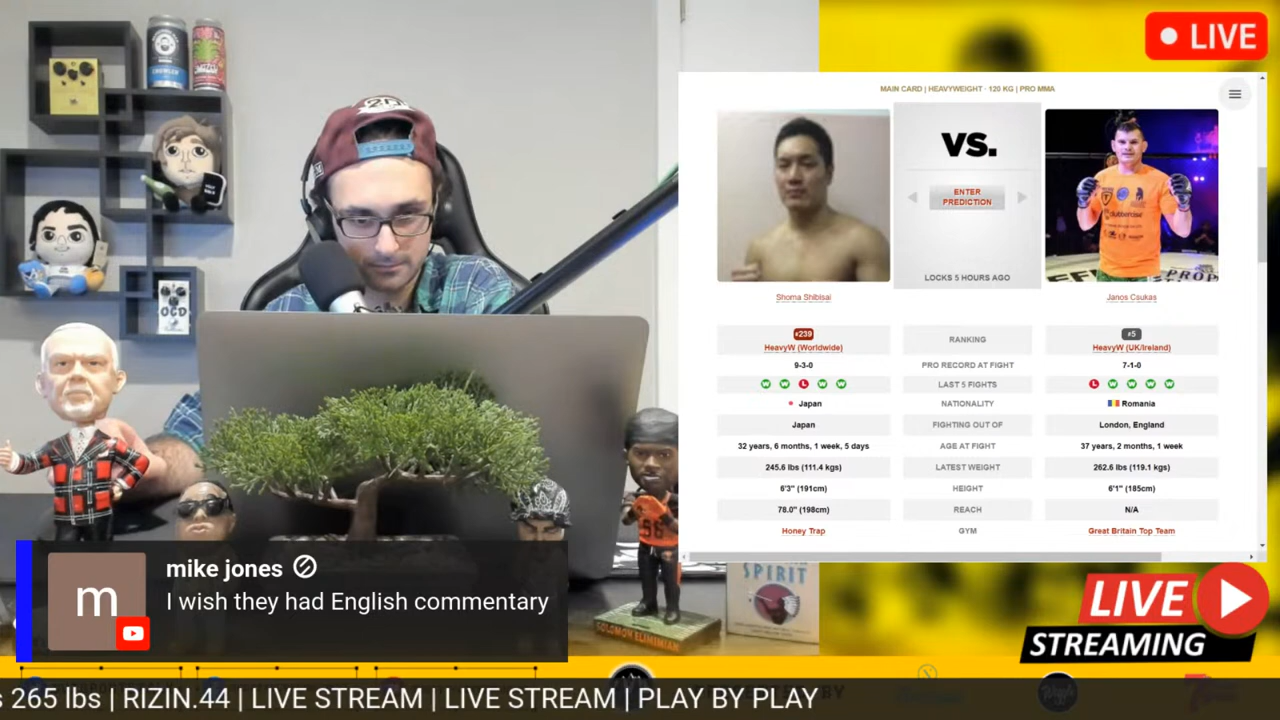 LIVE
MAIN CARD | HEAVYWEIGHT · 120 KG | PRO MMA
VS.
ENTER
PREDICTION
LOCKS 5 HOURS AGO
Shoma Shibisai
Janos Csukas
#239
HeavyW (Worldwide)
RANKING
#5
HeavyW (UK/Ireland)
9-3-0
PRO RECORD AT FIGHT
7-1-0
W W L W W
LAST 5 FIGHTS
L W W W W
Japan
NATIONALITY
Romania
Japan
FIGHTING OUT OF
London, England
32 years, 6 months, 1 week, 5 days
AGE AT FIGHT
37 years, 2 months, 1 week
245.6 lbs (111.4 kgs)
LATEST WEIGHT
262.6 lbs (119.1 kgs)
6'3" (191cm)
HEIGHT
6'1" (185cm)
78.0" (198cm)
REACH
N/A
Honey Trap
GYM
Great Britain Top Team
OCD
CROWLER
SPIRIT
SOLOMON ELIMIMIAN
m
mike jones
I wish they had English commentary
LIVE
STREAMING
s 265 lbs | RIZIN.44 | LIVE STREAM | LIVE STREAM | PLAY BY PLAY